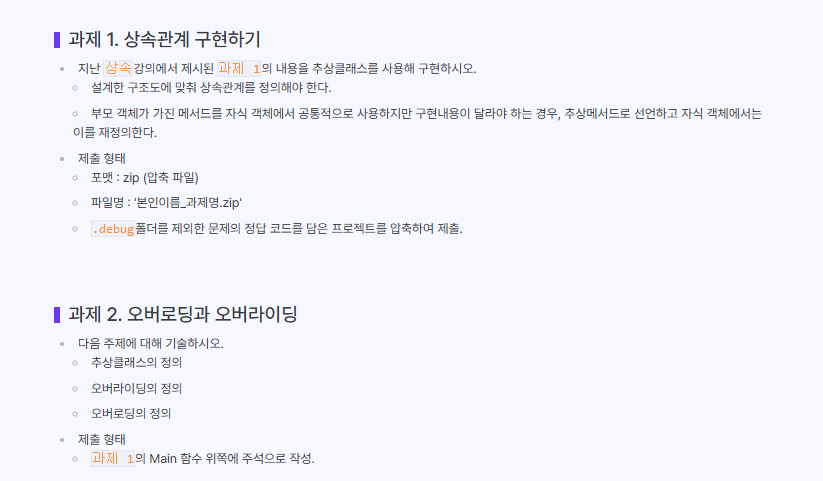 과제 1. 상속관계 구현하기
지난 상속강의에서 제시된 과제 1의 내용을 추상클래스를 사용해 구현하시오.
설계한 구조도에 맞춰 상속관계를 정의해야 한다.
부모 객체가 가진 메서드를 자식 객체에서 공통적으로 사용하지만 구현내용이 달라야 하는 경우, 추상메서드로 선언하고 자식 객체에서는
이를 재정의한다.
제출 형태
포맷 : zip (압축 파일)
파일명 : '본인이름_과제명.zip'
.debug폴더를 제외한 문제의 정답 코드를 담은 프로젝트를 압축하여 제출.
과제 2. 오버로딩과 오버라이딩
다음 주제에 대해 기술하시오.
추상클래스의 정의
오버라이딩의 정의
오버로딩의 정의
제출 형태
과제 1의 Main 함수 위쪽에 주석으로 작성.